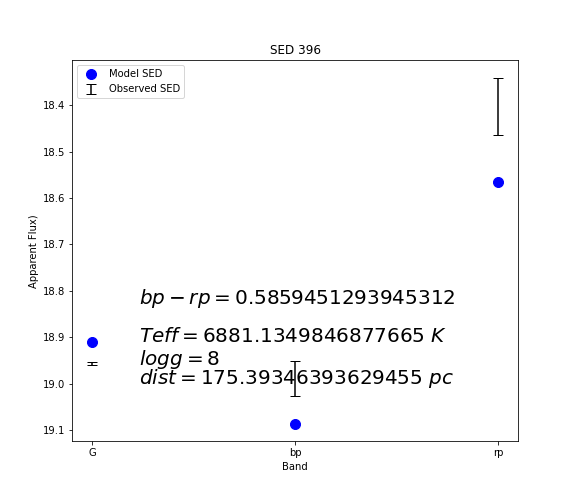 SED 396
Model SED
Observed SED
18.4
18.5
18.6
18.7
18.8
18.9
19.0
19.1
Apparent Flux)
bp − rp = 0.5859451293945312
Teff = 6881.1349846877665 K
logg = 8
dist = 175.39346393629455 pc
G bp rp
Band